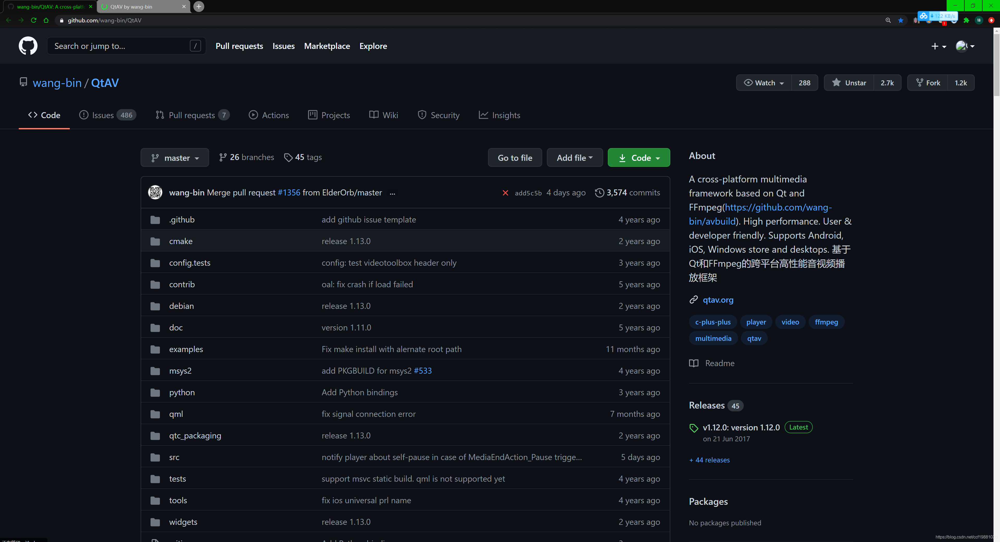 wang-bin/QtAV: A cross-platf
QtAV by wang-bin
github.com/wang-bin/QtAV
122 KB/s
锋
Search or jump to...
/
Pull requests
Issues
Marketplace
Explore
wang-bin / QtAV
Watch 288
Unstar 2.7k
Fork 1.2k
Code
Issues 486
Pull requests 7
Actions
Projects
Wiki
Security
Insights
master
26 branches
45 tags
Go to file
Add file
Code
wang-bin Merge pull request #1356 from ElderOrb/master ...
add5c5b 4 days ago
3,574 commits
.github add github issue template 4 years ago
cmake release 1.13.0 2 years ago
config.tests config: test videotoolbox header only 3 years ago
contrib oal: fix crash if load failed 5 years ago
debian release 1.13.0 2 years ago
doc version 1.11.0 5 years ago
examples Fix make install with alernate root path 11 months ago
msys2 add PKGBUILD for msys2 #533 4 years ago
python Add Python bindings 3 years ago
qml fix signal connection error 7 months ago
qtc_packaging release 1.13.0 2 years ago
src notify player about self-pause in case of MediaEndAction_Pause trigge... 5 days ago
tests support msvc static build. qml is not supported yet 4 years ago
tools fix ios universal prl name 4 years ago
widgets release 1.13.0 2 years ago
About
A cross-platform multimedia
framework based on Qt and
FFmpeg(https://github.com/wang-
bin/avbuild). High performance. User &
developer friendly. Supports Android,
iOS, Windows store and desktops. 基于
Qt和FFmpeg的跨平台高性能音视频播
放框架
qtav.org
c-plus-plus
player
video
ffmpeg
multimedia
qtav
Readme
Releases 45
v1.12.0: version 1.12.0 Latest
on 21 Jun 2017
+ 44 releases
Packages
No packages published
https://blog.csdn.net/ccf1988103